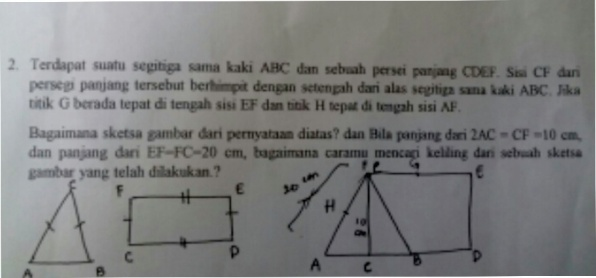 2. Terdapat suatu segitiga sama kaki ABC dan sebuah persei panjang CDEF. Sisi CF dari
persegi panjang tersebut berhimpit dengan setengah dari alas segitiga sama kaki ABC. Jika
titik G berada tepat di tengah sisi EF dan titik H tepat di tengah sisi AF.
Bagaimana sketsa gambar dari pernyataan diatas? dan Bila panjang dari 2AC = CF =10 cm,
dan panjang dari EF=FC=20 cm, bagaimana caramu mencari keliling dari sebuah sketsa
gambar yang telah dilakukan.?
C
A B
F E
C D
20 cm
H
10
cm
G E
A C B D